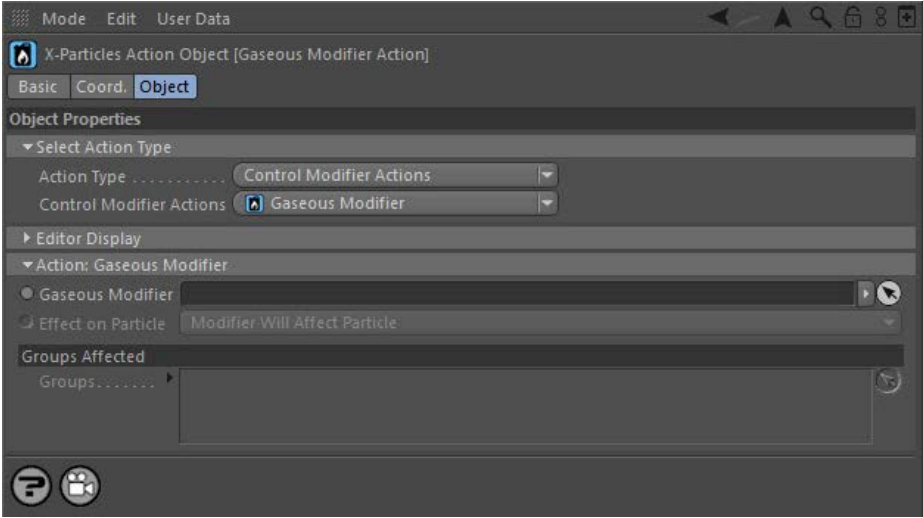 Mode Edit User Data
X-Particles Action Object [Gaseous Modifier Action]
Basic Coord. Object
Object Properties
Select Action Type
Action Type . . . . . . . . . . . Control Modifier Actions
Control Modifier Actions Gaseous Modifier
Editor Display
Action: Gaseous Modifier
Gaseous Modifier
Effect on Particle Modifier Will Affect Particle
Groups Affected
Groups. . . . . . .